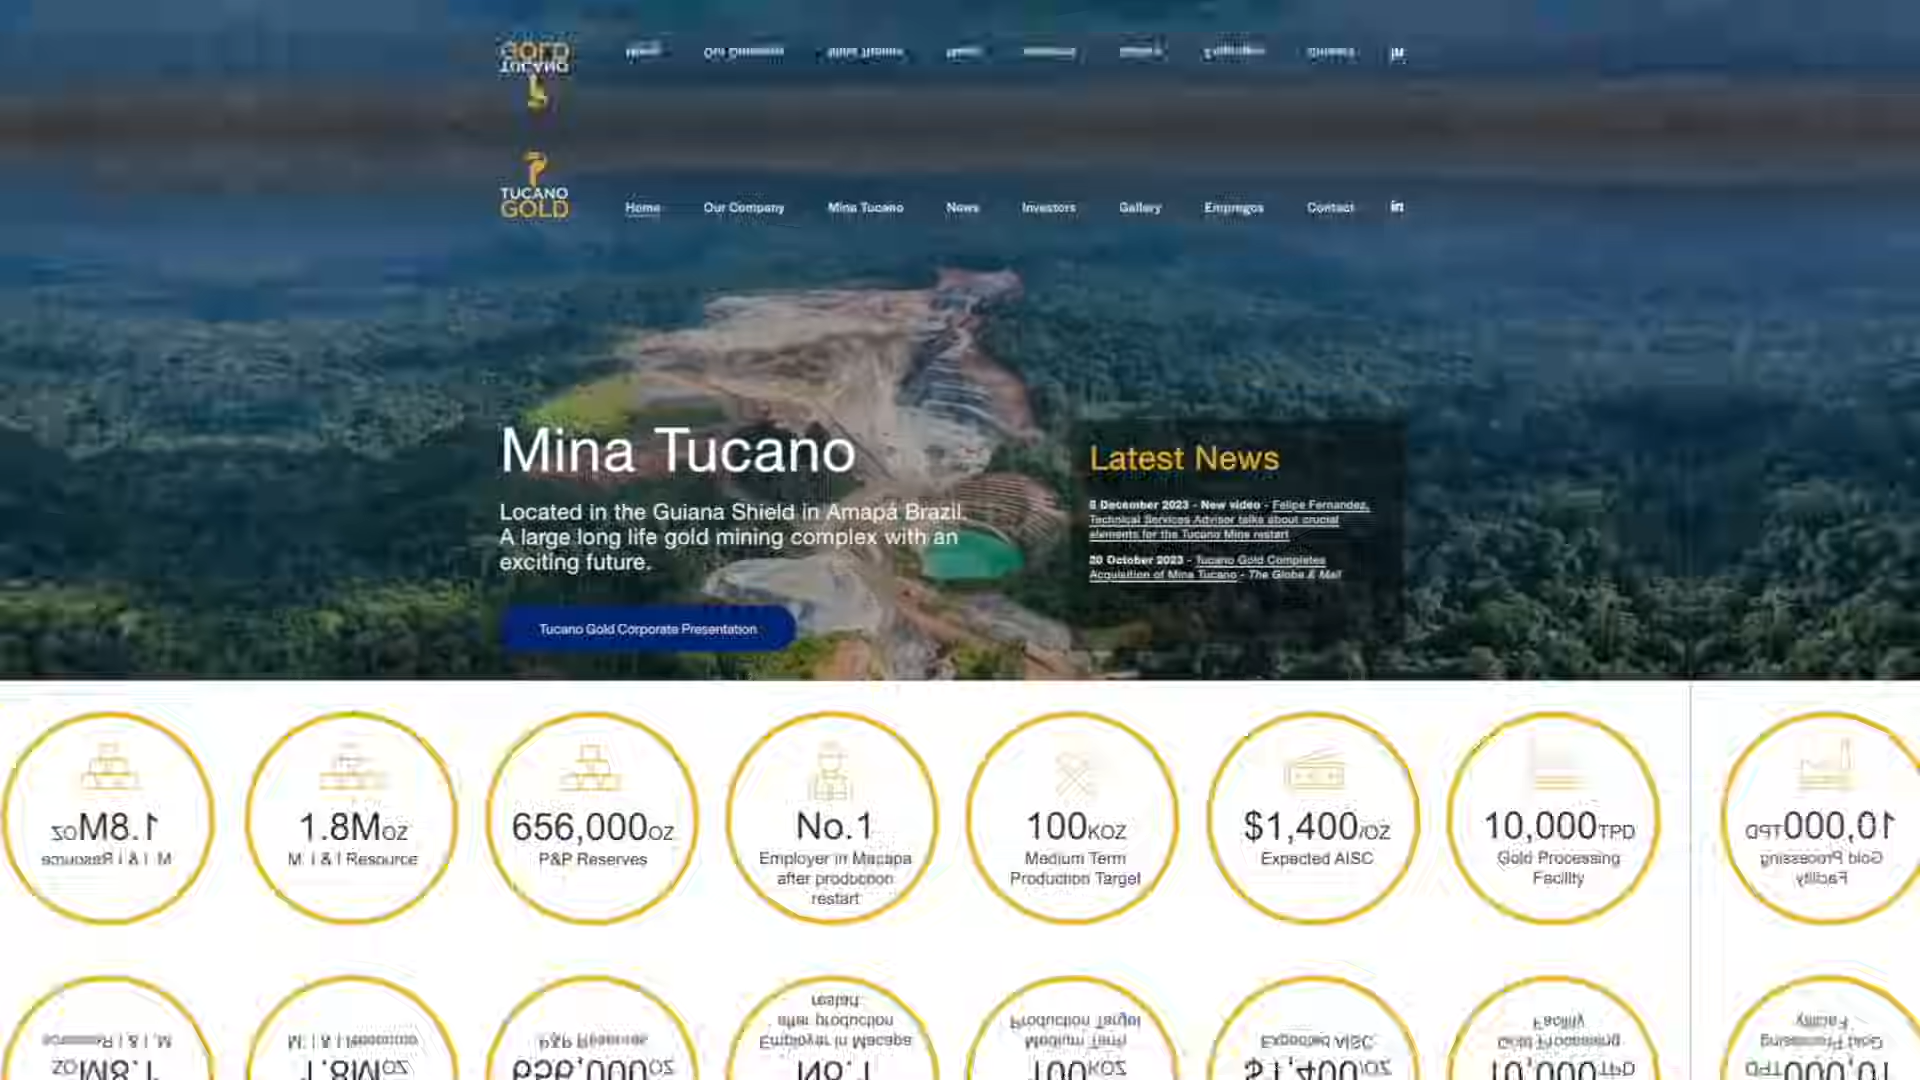 TUCANO
GOLD
Home
Our Company
Mina Tucano
News
Investors
Gallery
Empregos
Contact
in
Mina Tucano
Located in the Guiana Shield in Amapá Brazil.
A large long life gold mining complex with an
exciting future.
Tucano Gold Corporate Presentation
Latest News
December 2023 - New video - Felipe Fernandez,
Technical Services Advisor talks about crucial
elements for the Tucano Mine restart
20 October 2023 - Tucano Gold Completes
Acquisition of Mina Tucano - The Globe & Mail
1.8MOZ
M, I & I Resource
656,000OZ
P&P Reserves
No.1
Employer in Macapa
after production
restart
100KOZ
Medium Term
Production Target
$1,400/OZ
Expected AISC
10,000TPD
Gold Processing
Facility